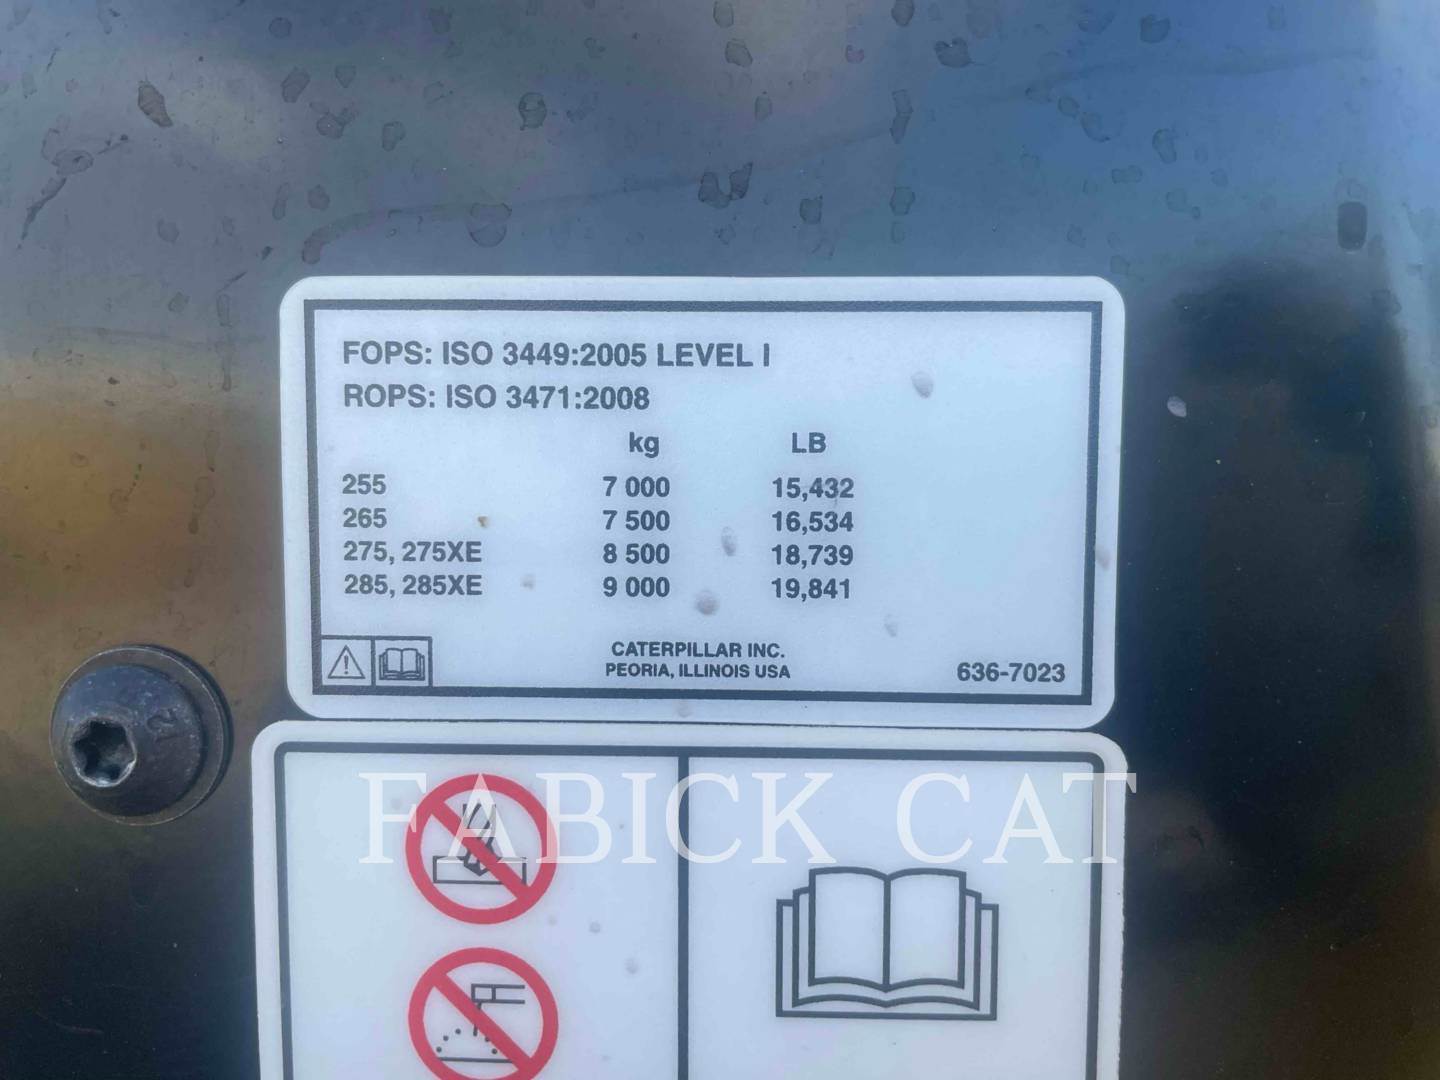 FOPS: ISO 3449:2005 LEVEL I
ROPS: ISO 3471:2008
kg LB
255 7 000 15,432
265 7 500 16,534
275, 275XE 8 500 18,739
285, 285XE 9 000 19,841
CATERPILLAR INC.
PEORIA, ILLINOIS USA 636-7023
12
FABICK CAT